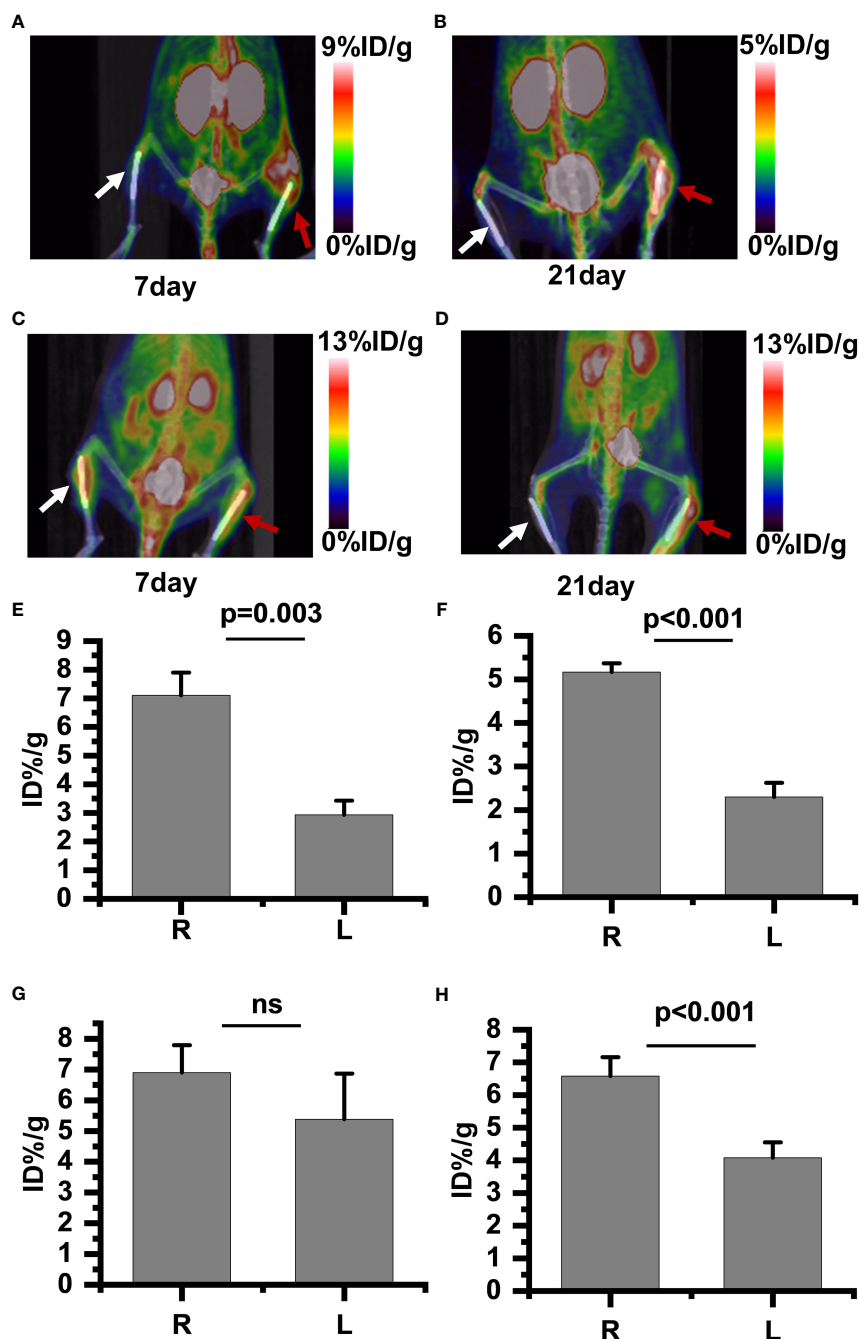 A
9%ID/g
0%ID/g
7day
B
5%ID/g
0%ID/g
21day
C
13%ID/g
0%ID/g
7day
D
13%ID/g
0%ID/g
21day
E
p=0.003
9
8
7
6
5
4
3
2
1
0
ID%/g
R
L
F
p<0.001
6
5
4
3
2
1
0
ID%/g
R
L
G
ns
8
7
6
5
4
3
2
1
0
ID%/g
R
L
H
p<0.001
8
7
6
5
4
3
2
1
0
ID%/g
R
L